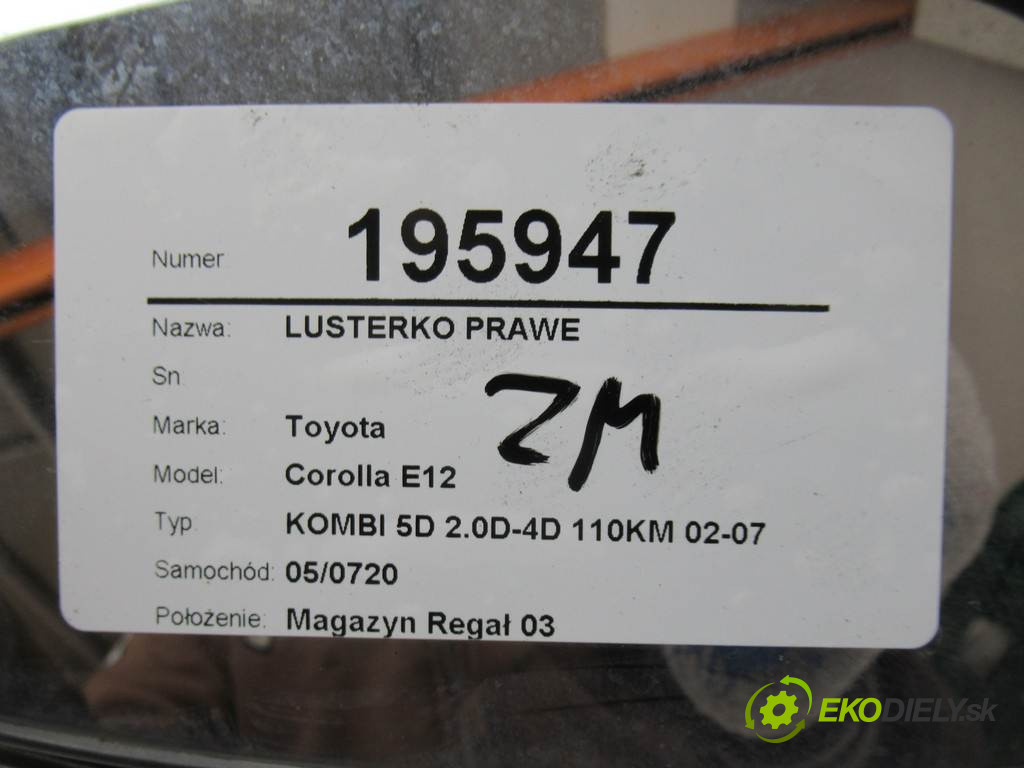 Numer 195947
Nazwa: LUSTERKO PRAWE
Sn
ZM
Marka: Toyota
Model: Corolla E12
Typ KOMBI 5D 2.0D-4D 110KM 02-07
Samochód: 05/0720
Położenie: Magazyn Regał 03
EKODIELY.sk